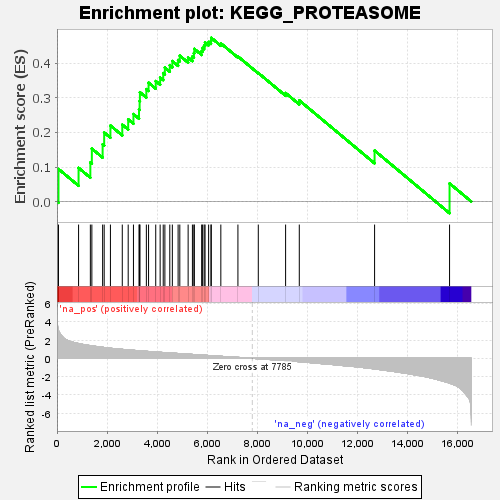 Enrichment plot: KEGG_PROTEASOME
Enrichment score (ES)
0.4
0.3
0.2
0.1
0.0
'na_pos' (positively correlated)
Ranked list metric (PreRanked)
6
4
2
0
-2
-4
-6
Zero cross at 7785
'na_neg' (negatively correlated)
0 2,000 4,000 6,000 8,000 10,000 12,000 14,000 16,000
Rank in Ordered Dataset
Enrichment profile Hits Ranking metric scores